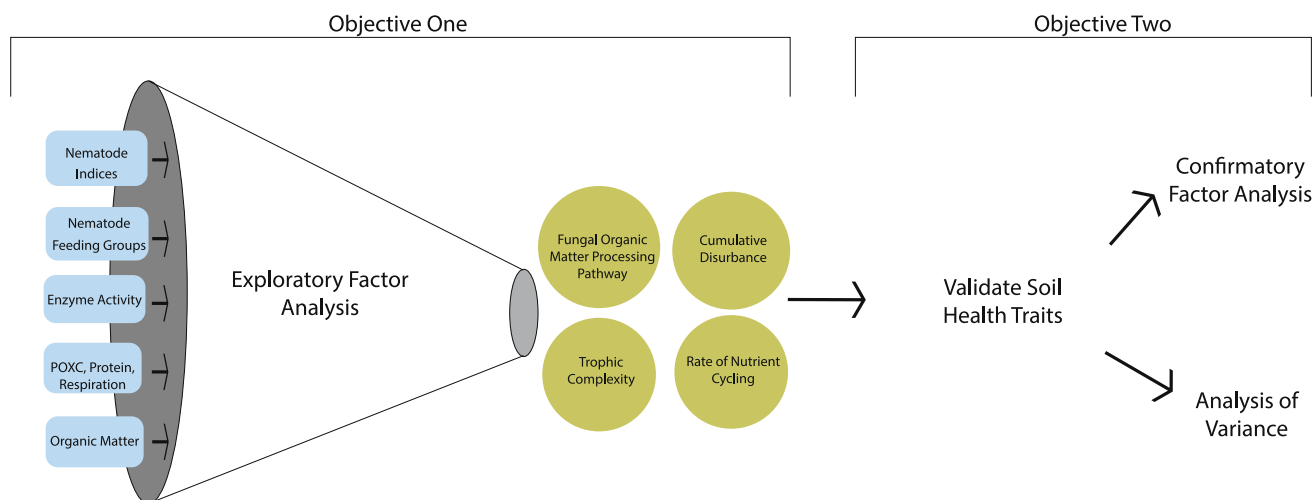 Objective One
Objective Two
Nematode
Indices
Nematode
Feeding Groups
Enzyme Activity
POXC, Protein,
Respiration
Organic Matter
Exploratory Factor
Analysis
Fungal Organic
Matter Processing
Pathway
Cumulative
Disurbance
Trophic
Complexity
Rate of Nutrient
Cycling
Validate Soil
Health Traits
Confirmatory
Factor Analysis
Analysis of
Variance